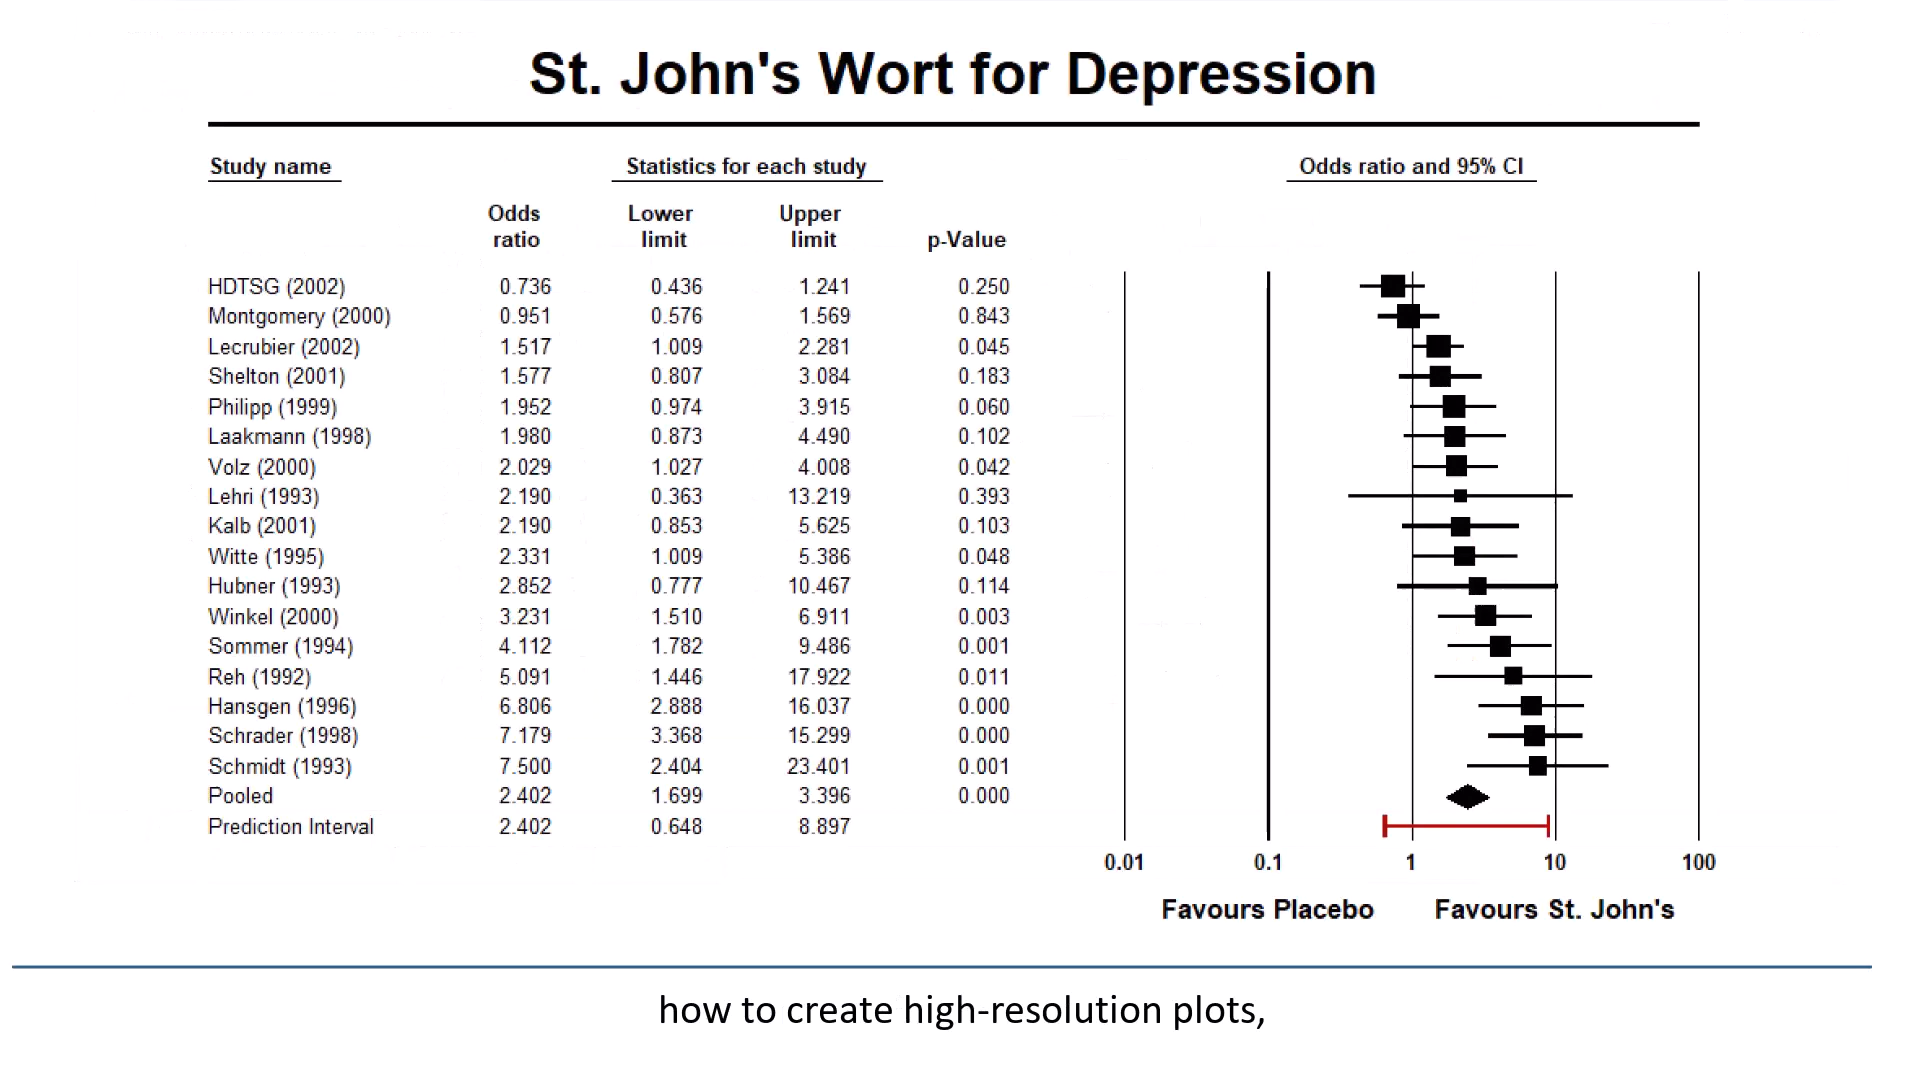 St. John's Wort for Depression
Study name Statistics for each study Odds ratio and 95% CI
Odds Lower Upper
ratio limit limit p-Value
HDTSG (2002) 0.736 0.436 1.241 0.250
Montgomery (2000) 0.951 0.576 1.569 0.843
Lecrubier (2002) 1.517 1.009 2.281 0.045
Shelton (2001) 1.577 0.807 3.084 0.183
Philipp (1999) 1.952 0.974 3.915 0.060
Laakmann (1998) 1.980 0.873 4.490 0.102
Volz (2000) 2.029 1.027 4.008 0.042
Lehri (1993) 2.190 0.363 13.219 0.393
Kalb (2001) 2.190 0.853 5.625 0.103
Witte (1995) 2.331 1.009 5.386 0.048
Hubner (1993) 2.852 0.777 10.467 0.114
Winkel (2000) 3.231 1.510 6.911 0.003
Sommer (1994) 4.112 1.782 9.486 0.001
Reh (1992) 5.091 1.446 17.922 0.011
Hansgen (1996) 6.806 2.888 16.037 0.000
Schrader (1998) 7.179 3.368 15.299 0.000
Schmidt (1993) 7.500 2.404 23.401 0.001
Pooled 2.402 1.699 3.396 0.000
Prediction Interval 2.402 0.648 8.897
0.01 0.1 1 10 100
Favours Placebo Favours St. John's
how to create high-resolution plots,